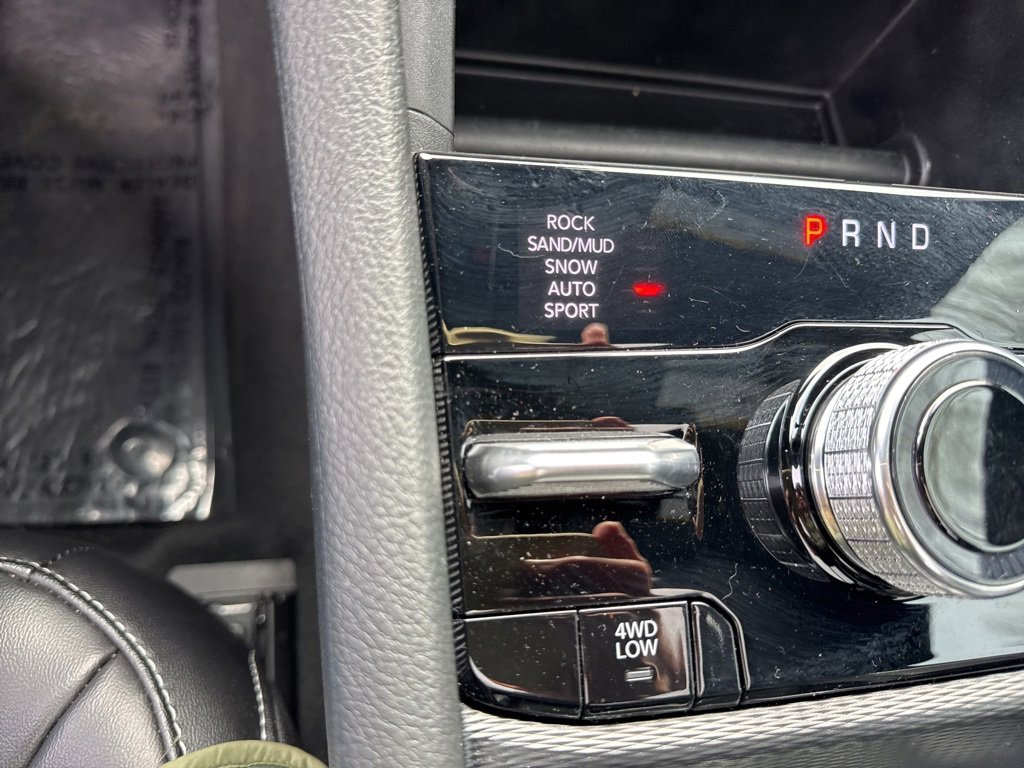 ROCK
SAND/MUD
SNOW
AUTO
SPORT
P R N D
4WD
LOW